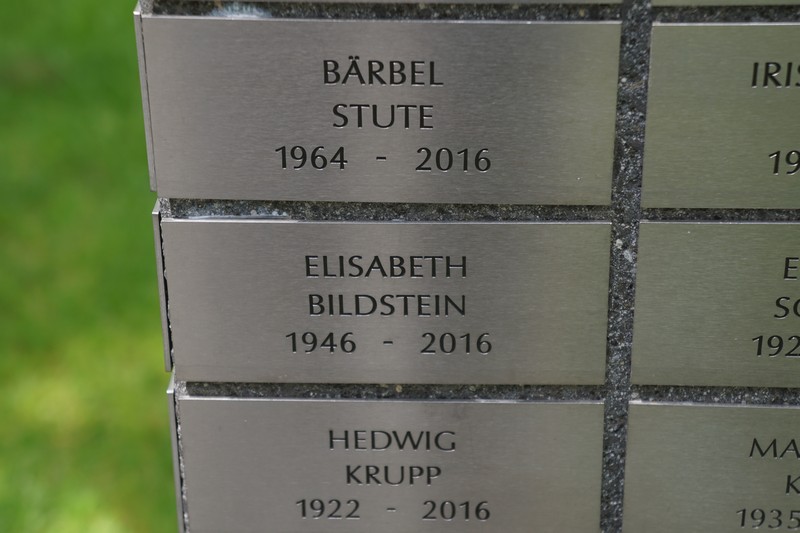 BÄRBEL
STUTE
1964 - 2016
ELISABETH
BILDSTEIN
1946 - 2016
HEDWIG
KRUPP
1922 - 2016